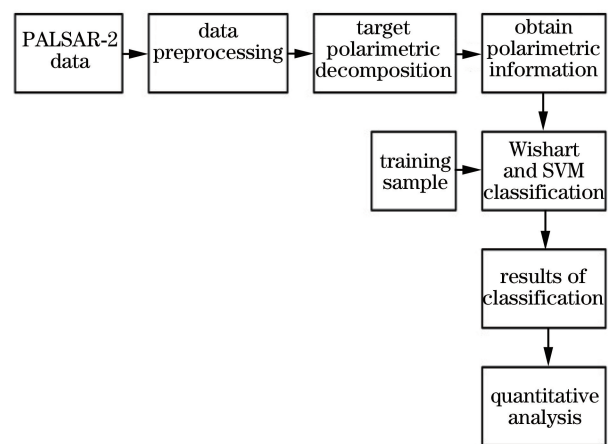 PALSAR-2
data
data
preprocessing
target
polarimetric
decomposition
obtain
polarimetric
information
training
sample
Wishart
and SVM
classification
results of
classification
quantitative
analysis